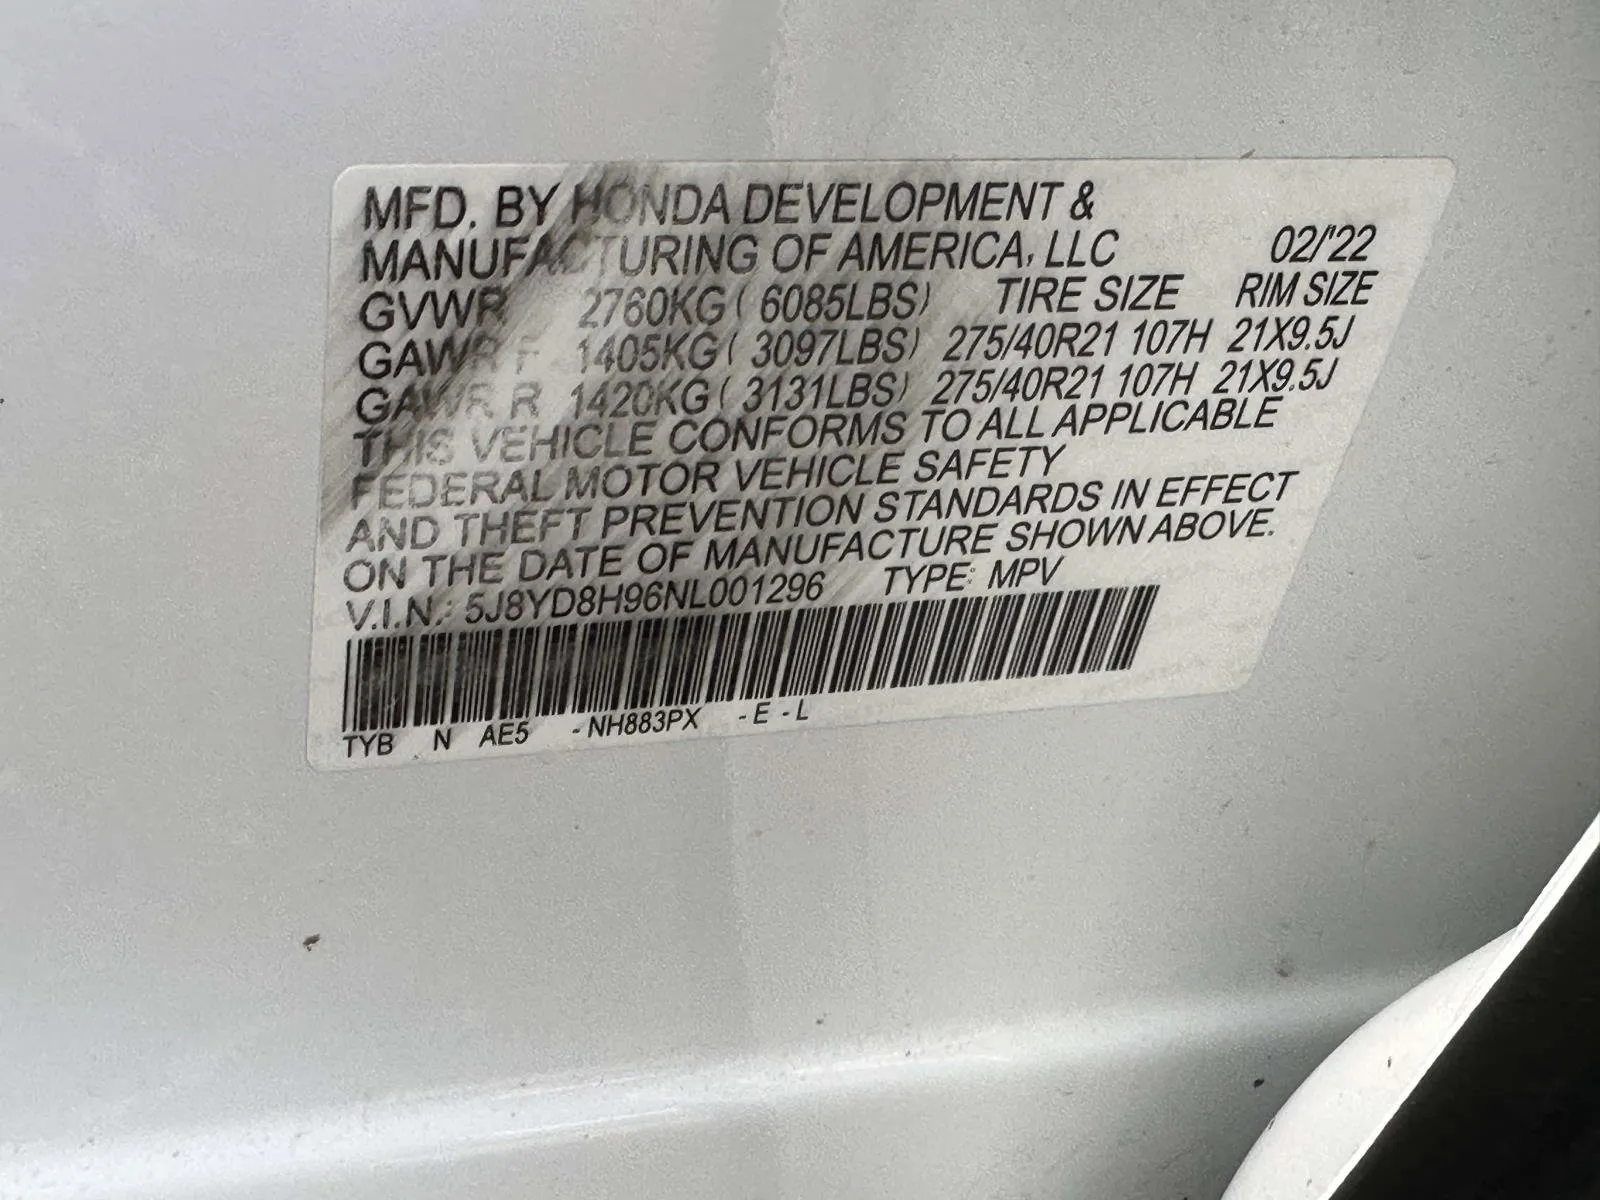 MFD. BY HONDA DEVELOPMENT &
MANUFACTURING OF AMERICA, LLC 02/'22
GVWR 2760KG ( 6085LBS) TIRE SIZE RIM SIZE
GAWR F 1405KG ( 3097LBS) 275/40R21 107H 21X9.5J
GAWR R 1420KG ( 3131LBS) 275/40R21 107H 21X9.5J
THIS VEHICLE CONFORMS TO ALL APPLICABLE
FEDERAL MOTOR VEHICLE SAFETY
AND THEFT PREVENTION STANDARDS IN EFFECT
ON THE DATE OF MANUFACTURE SHOWN ABOVE.
V.I.N.: 5J8YD8H96NL001296 TYPE: MPV
TYB N AE5 -NH883PX -E -L